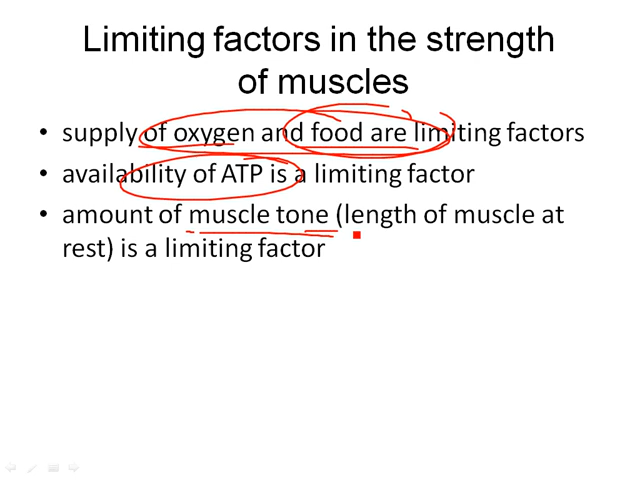 Limiting factors in the strength
of muscles
• supply of oxygen and food are limiting factors
• availability of ATP is a limiting factor
• amount of muscle tone (length of muscle at
rest) is a limiting factor